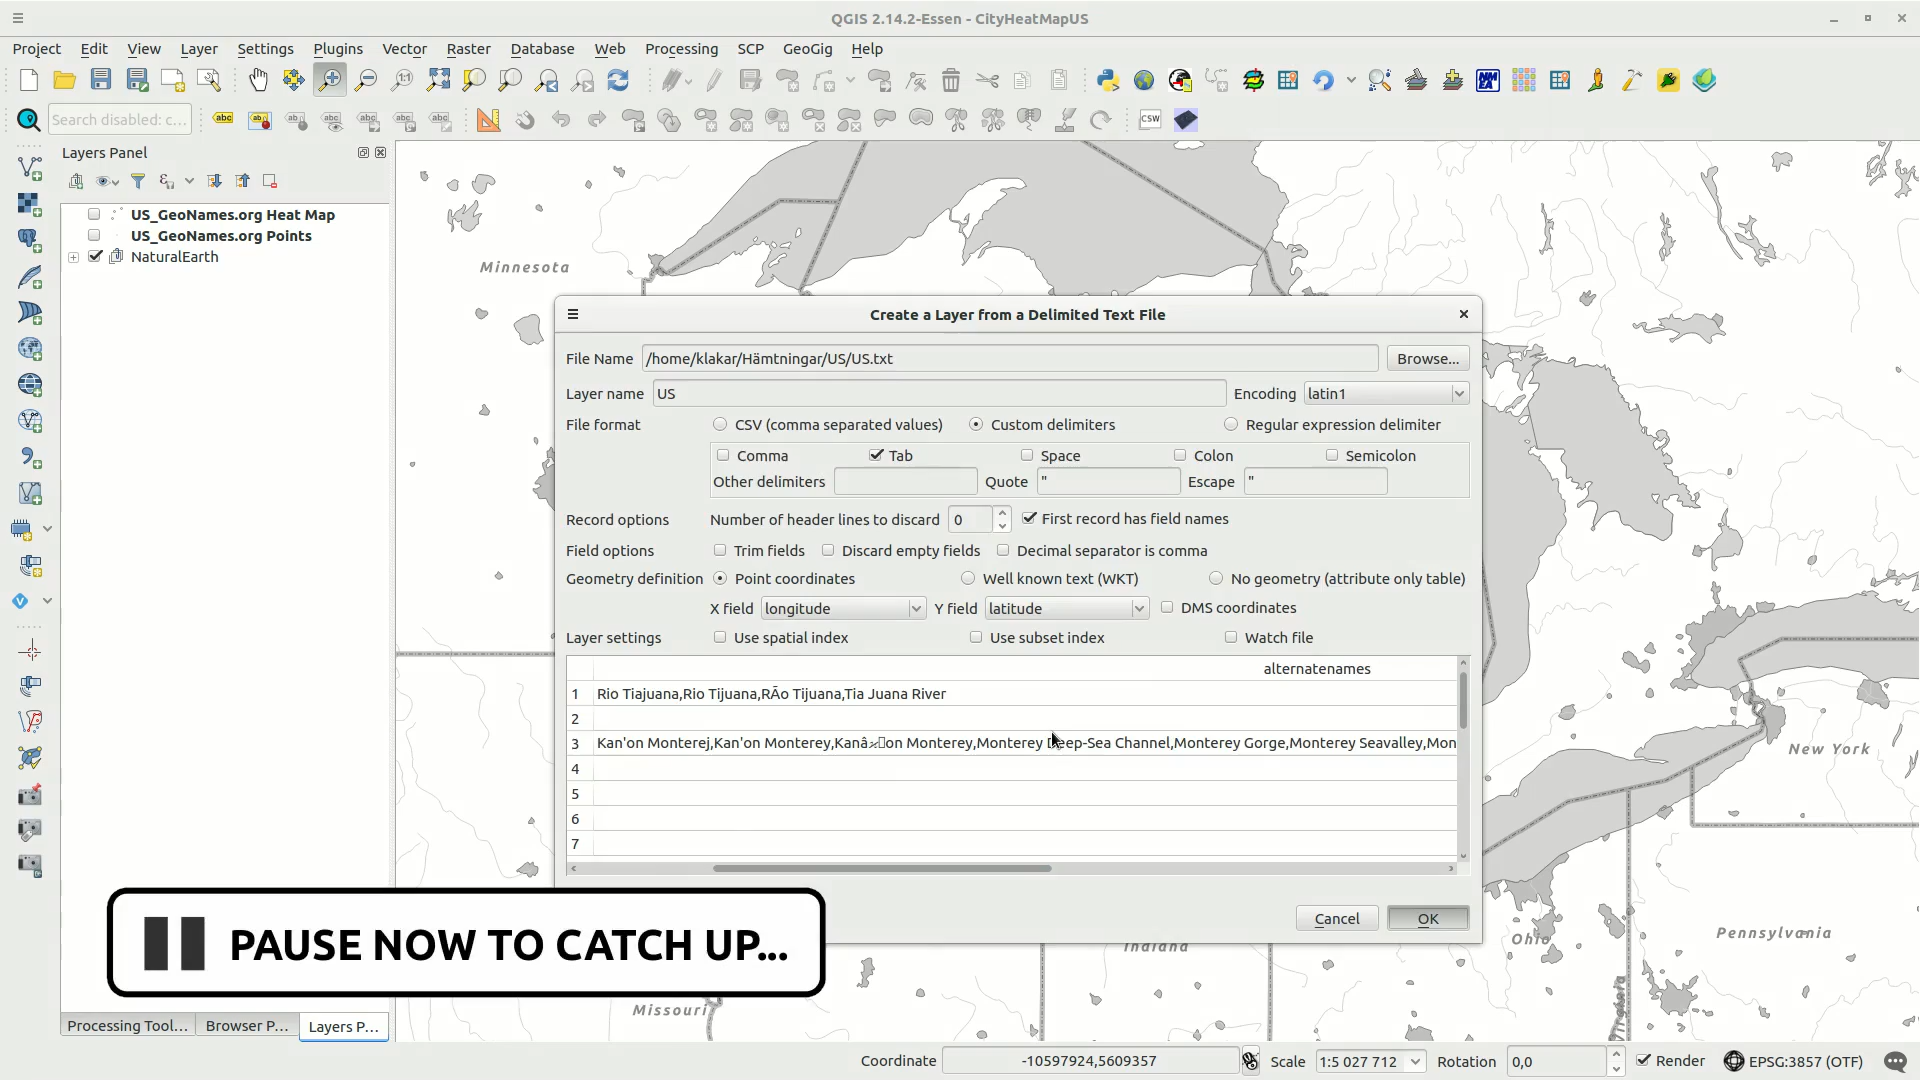 QGIS 2.14.2-Essen - CityHeatMapUS
Project Edit View Layer Settings Plugins Vector Raster Database Web Processing SCP GeoGig Help
Search disabled: c...
abc
CSW
Layers Panel
US_GeoNames.org Heat Map
US_GeoNames.org Points
NaturalEarth
Minnesota
Create a Layer from a Delimited Text File
File Name /home/klakar/Hämtningar/US/US.txt Browse...
Layer name US Encoding latin1
File format CSV (comma separated values) Custom delimiters Regular expression delimiter
Comma Tab Space Colon Semicolon
Other delimiters Quote " Escape "
Record options Number of header lines to discard 0 First record has field names
Field options Trim fields Discard empty fields Decimal separator is comma
Geometry definition Point coordinates Well known text (WKT) No geometry (attribute only table)
X field longitude Y field latitude DMS coordinates
Layer settings Use spatial index Use subset index Watch file
alternatenames
1 Rio Tiajuana,Rio Tijuana,RÃo Tijuana,Tia Juana River
2
3 Kan'on Monterej,Kan'on Monterey, Monterey,Monterey Deep-Sea Channel,Monterey Gorge,Monterey Seavalley,Mon
4
5
6
7
Cancel OK
New York
Pennsylvania
Ohio
Indiana
Virginia
Missouri
PAUSE NOW TO CATCH UP...
Processing Tool... Browser P... Layers P...
Coordinate -10597924,5609357 Scale 1:5 027 712 Rotation 0,0 Render EPSG:3857 (OTF)